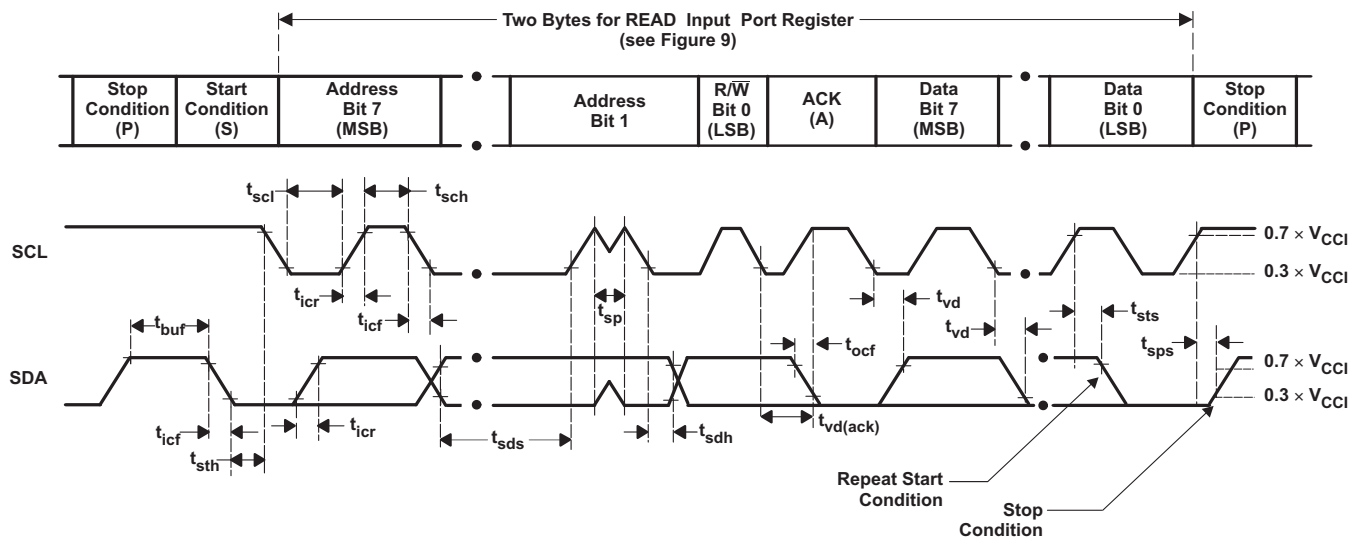 Two Bytes for READ Input Port Register
(see Figure 9)
Stop
Condition
(P)
Start
Condition
(S)
Address
Bit 7
(MSB)
Address
Bit 1
R/W̅
Bit 0
(LSB)
ACK
(A)
Data
Bit 7
(MSB)
Data
Bit 0
(LSB)
Stop
Condition
(P)
tscl
tsch
SCL
0.7 × VCCI
0.3 × VCCI
ticr
ticf
tbuf
tsp
tvd
tvd
tsts
tocf
tsps
SDA
0.7 × VCCI
0.3 × VCCI
ticf
ticr
tsth
tsds
tsdh
tvd(ack)
Repeat Start
Condition
Stop
Condition